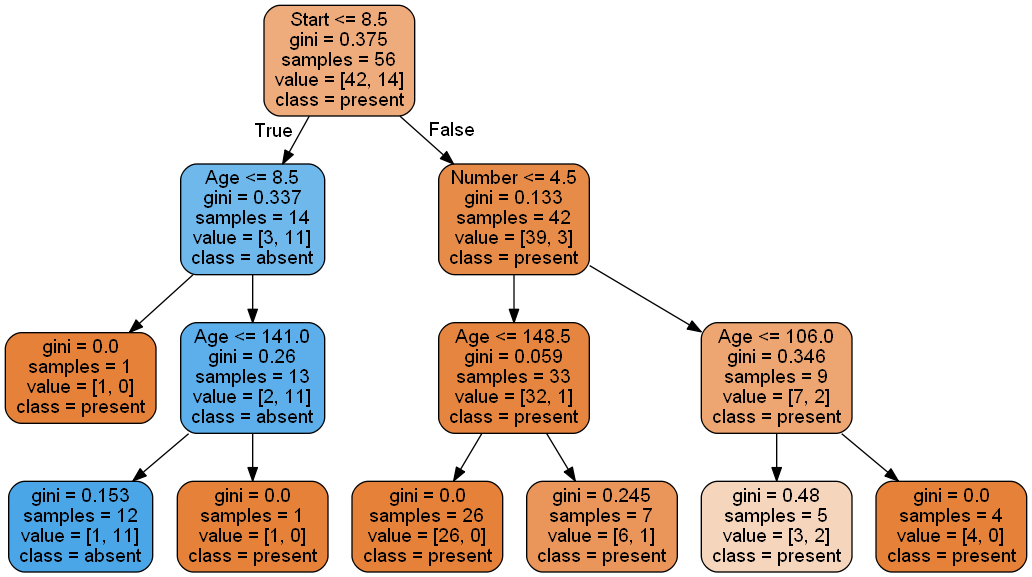 Start <= 8.5
gini = 0.375
samples = 56
value = [42, 14]
class = present
True
False
Age <= 8.5
gini = 0.337
samples = 14
value = [3, 11]
class = absent
Number <= 4.5
gini = 0.133
samples = 42
value = [39, 3]
class = present
gini = 0.0
samples = 1
value = [1, 0]
class = present
Age <= 141.0
gini = 0.26
samples = 13
value = [2, 11]
class = absent
Age <= 148.5
gini = 0.059
samples = 33
value = [32, 1]
class = present
Age <= 106.0
gini = 0.346
samples = 9
value = [7, 2]
class = present
gini = 0.153
samples = 12
value = [1, 11]
class = absent
gini = 0.0
samples = 1
value = [1, 0]
class = present
gini = 0.0
samples = 26
value = [26, 0]
class = present
gini = 0.245
samples = 7
value = [6, 1]
class = present
gini = 0.48
samples = 5
value = [3, 2]
class = present
gini = 0.0
samples = 4
value = [4, 0]
class = present